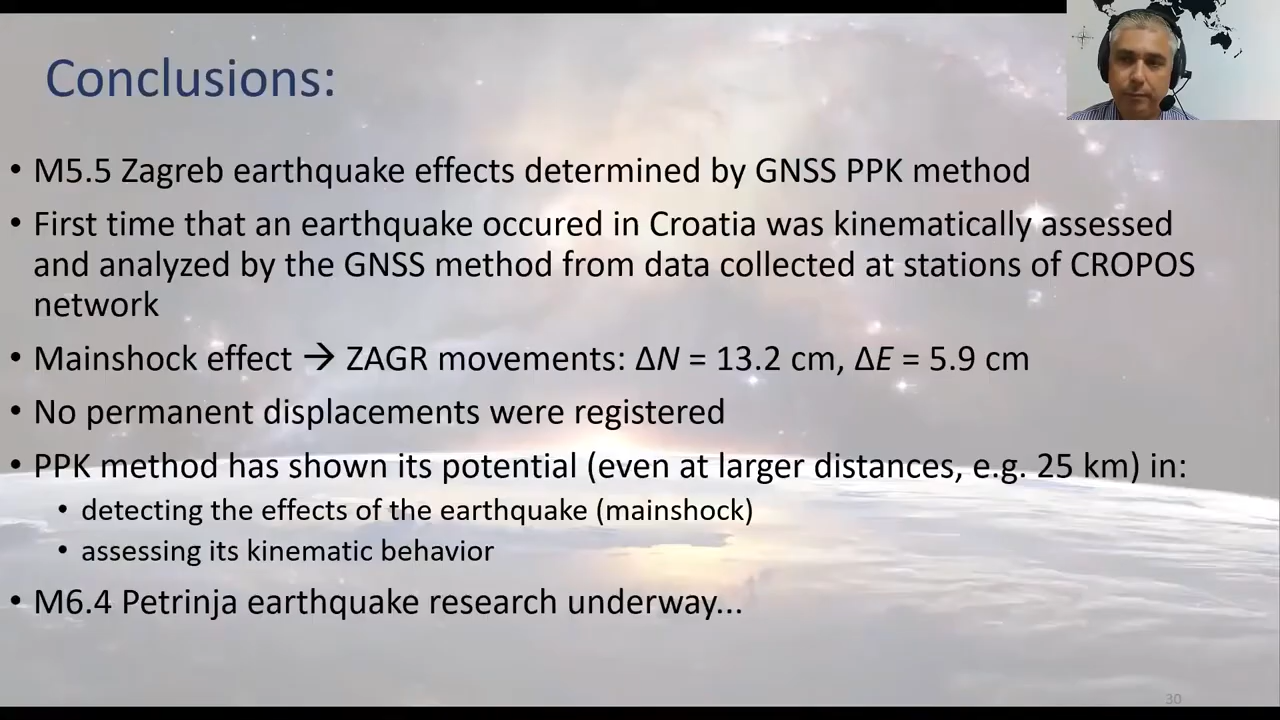 Conclusions:
• M5.5 Zagreb earthquake effects determined by GNSS PPK method
• First time that an earthquake occured in Croatia was kinematically assessed
and analyzed by the GNSS method from data collected at stations of CROPOS
network
• Mainshock effect → ZAGR movements: ΔN = 13.2 cm, ΔE = 5.9 cm
• No permanent displacements were registered
• PPK method has shown its potential (even at larger distances, e.g. 25 km) in:
• detecting the effects of the earthquake (mainshock)
• assessing its kinematic behavior
• M6.4 Petrinja earthquake research underway...
30